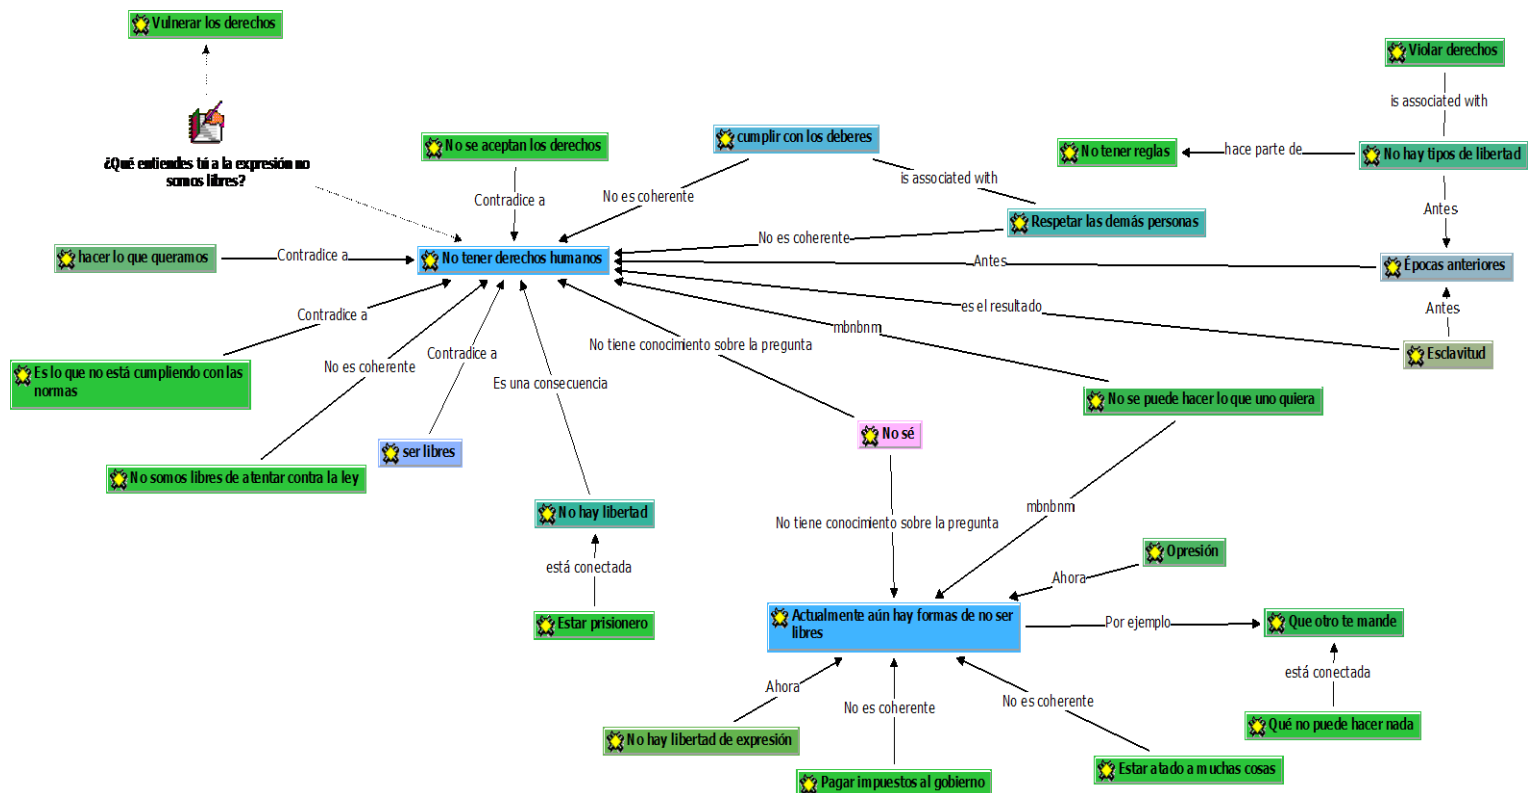 Vulnerar los derechos
Violar derechos
is associated with
¿Qué entiendes tú a la expresión no
somos libres?
No se aceptan los derechos
cumplir con los deberes
No tener reglas
hace parte de
No hay tipos de libertad
Contradice a
No es coherente
is associated with
Antes
Respetar las demás personas
No es coherente
hacer lo que queramos
Contradice a
No tener derechos humanos
Antes
Épocas anteriores
es el resultado
Antes
Contradice a
mbnbnm
No tiene conocimiento sobre la pregunta
Contradice a
Esclavitud
Es lo que no está cumpliendo con las
normas
No es coherente
Es una consecuencia
No se puede hacer lo que uno quiera
No sé
ser libres
No somos libres de atentar contra la ley
No hay libertad
mbnbnm
No tiene conocimiento sobre la pregunta
Opresión
está conectada
Ahora
Estar prisionero
Actualmente aún hay formas de no ser
libres
Por ejemplo
Que otro te mande
está conectada
Ahora
No es coherente
No es coherente
Qué no puede hacer nada
No hay libertad de expresión
Estar atado a muchas cosas
Pagar impuestos al gobierno